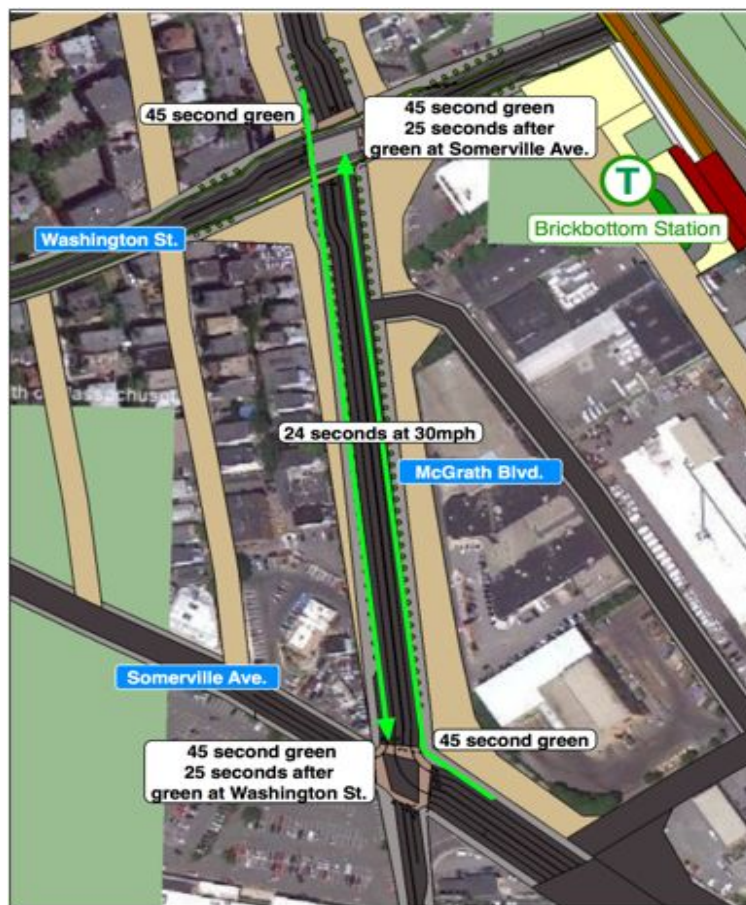 45 second green
45 second green
25 seconds after
green at Somerville Ave.
T
Brickbottom Station
Washington St.
24 seconds at 30mph
McGrath Blvd.
Somerville Ave.
45 second green
45 second green
25 seconds after
green at Washington St.